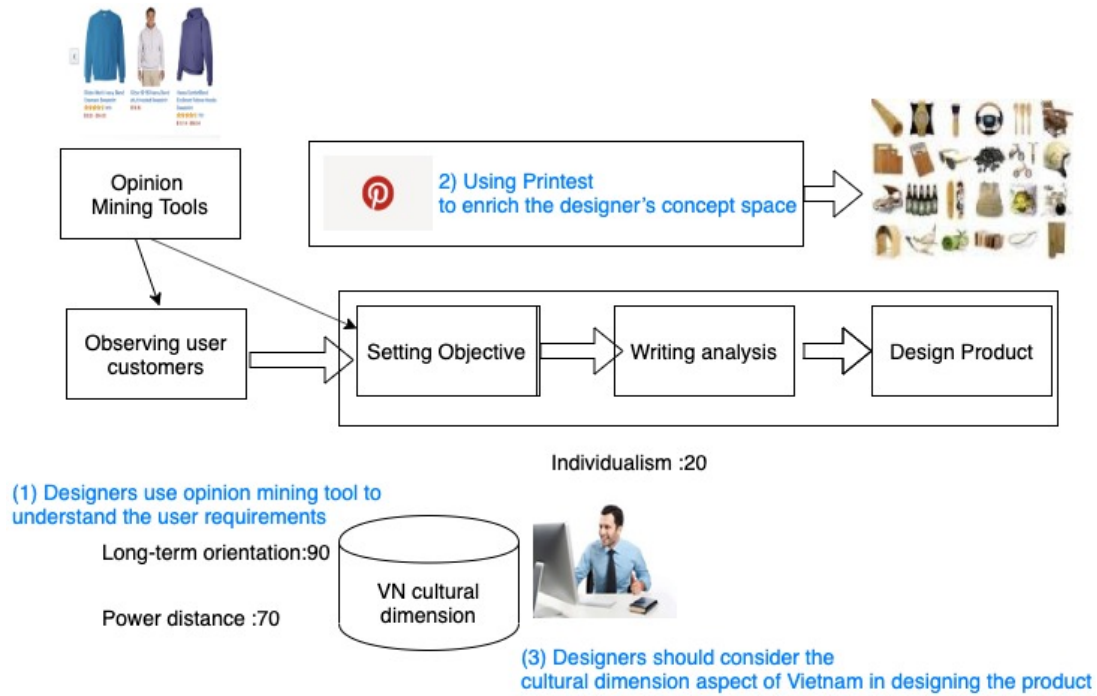 Opinion
Mining Tools
2) Using Printest
to enrich the designer's concept space
Observing user
customers
Setting Objective
Writing analysis
Design Product
Individualism :20
(1) Designers use opinion mining tool to
understand the user requirements
Long-term orientation:90
Power distance :70
VN cultural
dimension
(3) Designers should consider the
cultural dimension aspect of Vietnam in designing the product